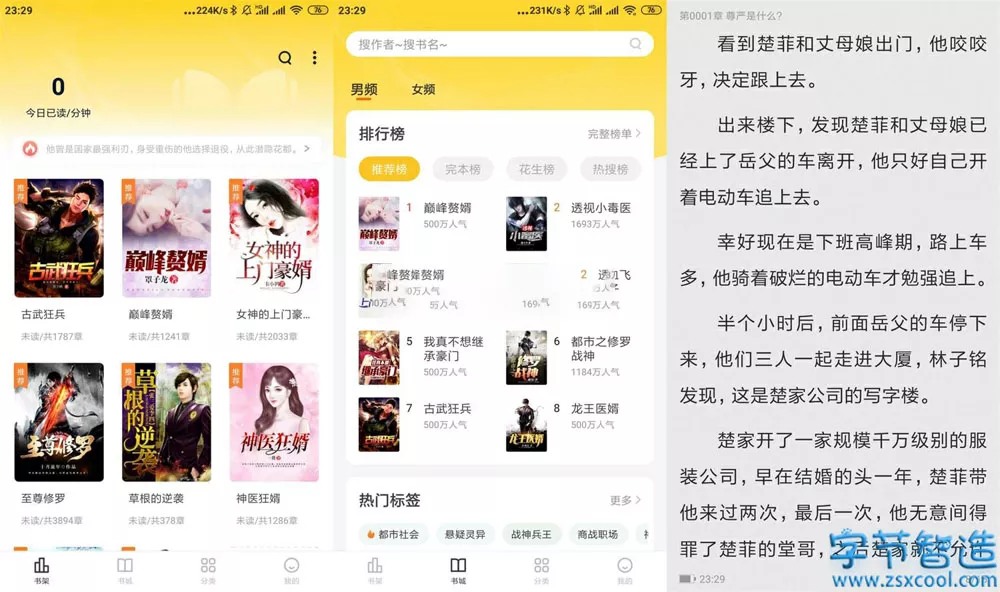 23:29
...224K/s
76
0
今日已读/分钟
他曾是国家最强利刃，身受重伤的他选择退役，从此潜隐花都。
推荐
古武狂兵
推荐
巅峰赘婿
覃子龙 著
推荐
女神的
上门豪婿
古武狂兵
未读/共1787章
巅峰赘婿
未读/共1241章
女神的上门豪...
未读/共2033章
推荐
至尊修罗
十月流年作品
推荐
草根的逆袭
推荐
神医狂婿
至尊修罗
未读/共3894章
草根的逆袭
未读/共378章
神医狂婿
未读/共1286章
书架
书城
分类
我的
23:29
...231K/s
76
搜作者~搜书名~
男频
女频
排行榜
完整榜单
推荐榜
完本榜
花生榜
热搜榜
1
巅峰赘婿
500万人气
2
透视小毒医
1693万人气
2
169万人气
5
我真不想继
承豪门
500万人气
6
都市之修罗
战神
1184万人气
7
古武狂兵
500万人气
8
龙王医婿
500万人气
热门标签
更多
都市社会
悬疑灵异
战神兵王
商战职场
书架
书城
分类
我的
第0001章 尊严是什么?
看到楚菲和丈母娘出门，他咬咬
牙，决定跟上去。
出来楼下，发现楚菲和丈母娘已
经上了岳父的车离开，他只好自己开
着电动车追上去。
幸好现在是下班高峰期，路上车
多，他骑着破烂的电动车才勉强追上。
半个小时后，前面岳父的车停下
来，他们三人一起走进大厦，林子铭
发现，这是楚家公司的写字楼。
楚家开了一家规模千万级别的服
装公司，早在结婚的头一年，楚菲带
他来过两次，最后一次，他无意间得
罪了楚菲的堂哥，之后楚家就不允许
23:29
字节智造
www.zsxcool.com